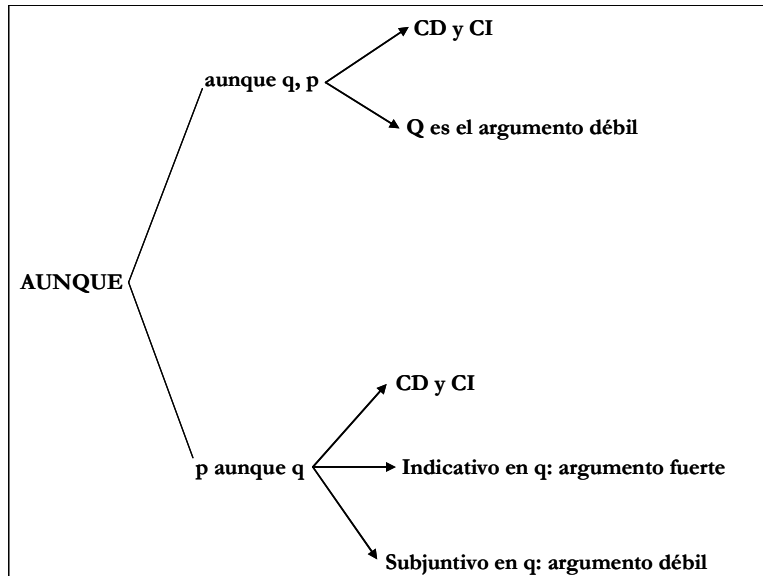 CD y CI
aunque q, p
Q es el argumento débil
AUNQUE
CD y CI
p aunque q
Indicativo en q: argumento fuerte
Subjuntivo en q: argumento débil